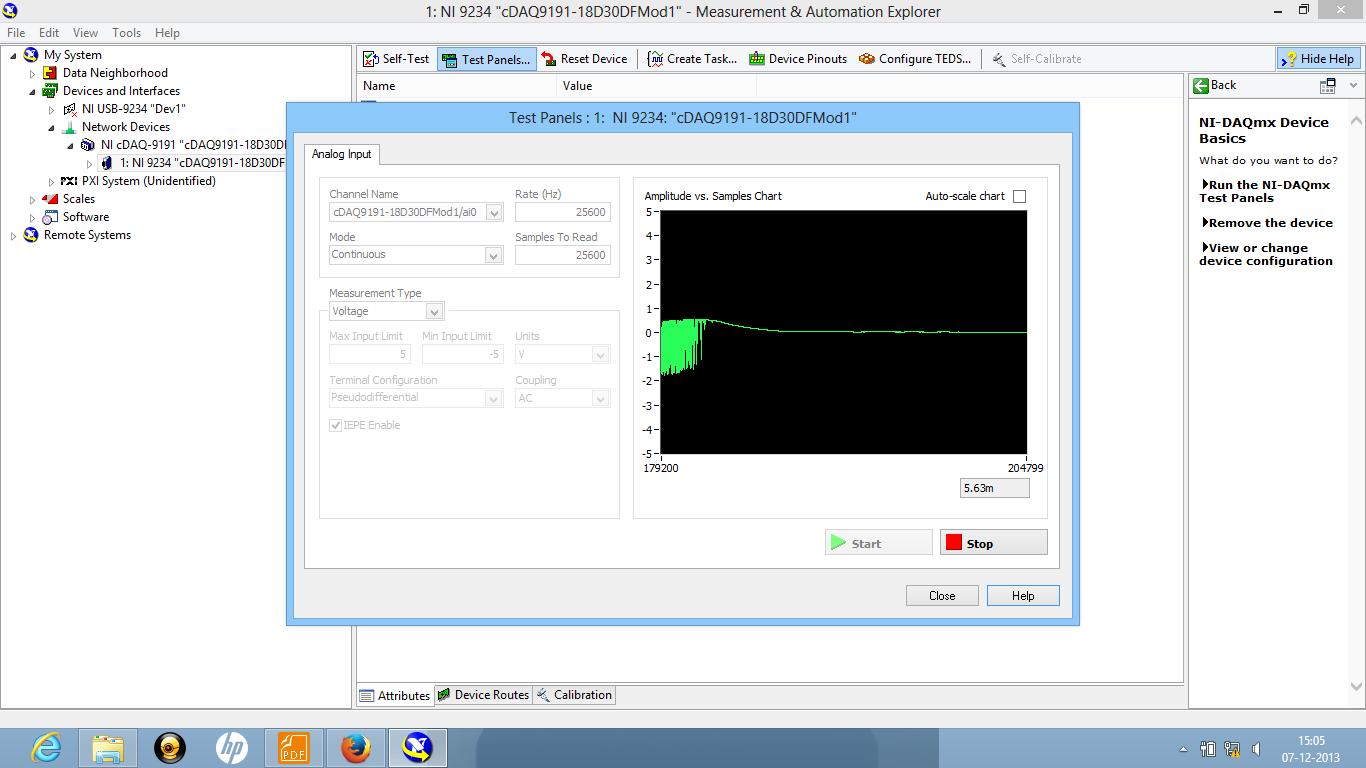 1: NI 9234 "cDAQ9191-18D30DFMod1" - Measurement & Automation Explorer
File Edit View Tools Help
My System
Data Neighborhood
Devices and Interfaces
NI USB-9234 "Dev1"
Network Devices
NI cDAQ-9191 "cDAQ9191-18D30DF
1: NI 9234 "cDAQ9191-18D30DF
PXI System (Unidentified)
Scales
Software
Remote Systems
Self-Test Test Panels... Reset Device Create Task... Device Pinouts Configure TEDS... Self-Calibrate Hide Help
Name Value
Back
NI-DAQmx Device
Basics
What do you want to do?
Run the NI-DAQmx
Test Panels
Remove the device
View or change
device configuration
Test Panels : 1: NI 9234: "cDAQ9191-18D30DFMod1"
Analog Input
Channel Name Rate (Hz)
cDAQ9191-18D30DFMod1/ai0 25600
Mode Samples To Read
Continuous 25600
Measurement Type
Voltage
Max Input Limit Min Input Limit Units
5 -5 V
Terminal Configuration Coupling
Pseudodifferential AC
IEPE Enable
Amplitude vs. Samples Chart Auto-scale chart
5
4
3
2
1
0
-1
-2
-3
-4
-5
179200 204799
5.63m
Start Stop
Close Help
Attributes Device Routes Calibration
hp
PDF
15:05
07-12-2013